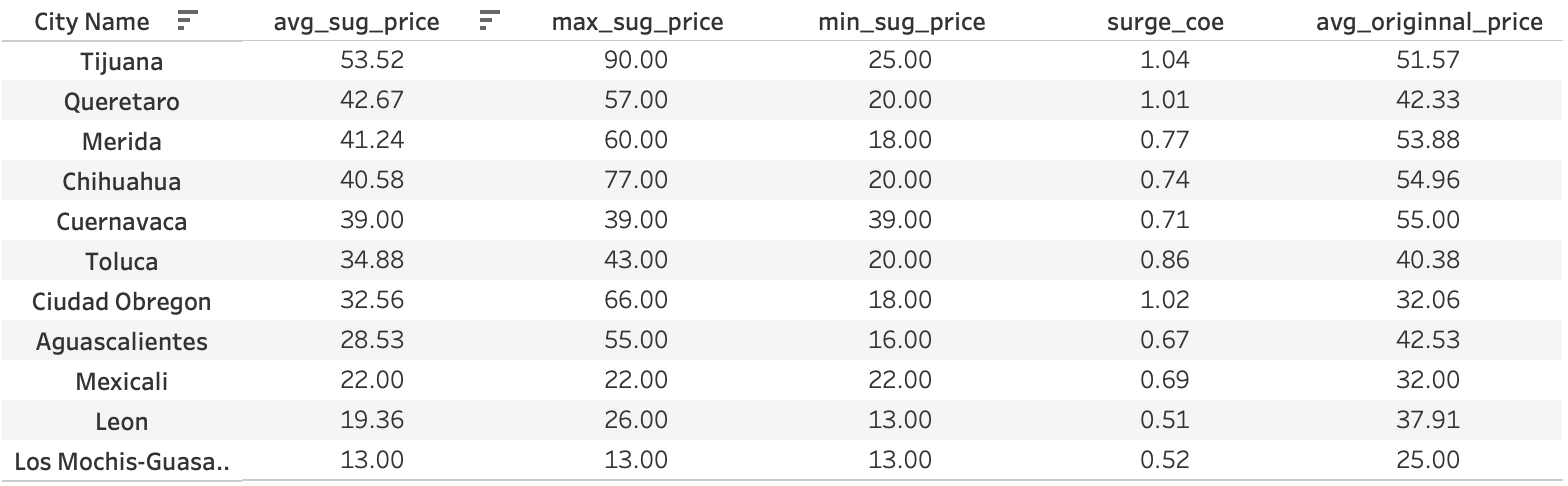 City Name avg_sug_price max_sug_price min_sug_price surge_coe avg_originnal_price
Tijuana 53.52 90.00 25.00 1.04 51.57
Queretaro 42.67 57.00 20.00 1.01 42.33
Merida 41.24 60.00 18.00 0.77 53.88
Chihuahua 40.58 77.00 20.00 0.74 54.96
Cuernavaca 39.00 39.00 39.00 0.71 55.00
Toluca 34.88 43.00 20.00 0.86 40.38
Ciudad Obregon 32.56 66.00 18.00 1.02 32.06
Aguascalientes 28.53 55.00 16.00 0.67 42.53
Mexicali 22.00 22.00 22.00 0.69 32.00
Leon 19.36 26.00 13.00 0.51 37.91
Los Mochis-Guasa.. 13.00 13.00 13.00 0.52 25.00